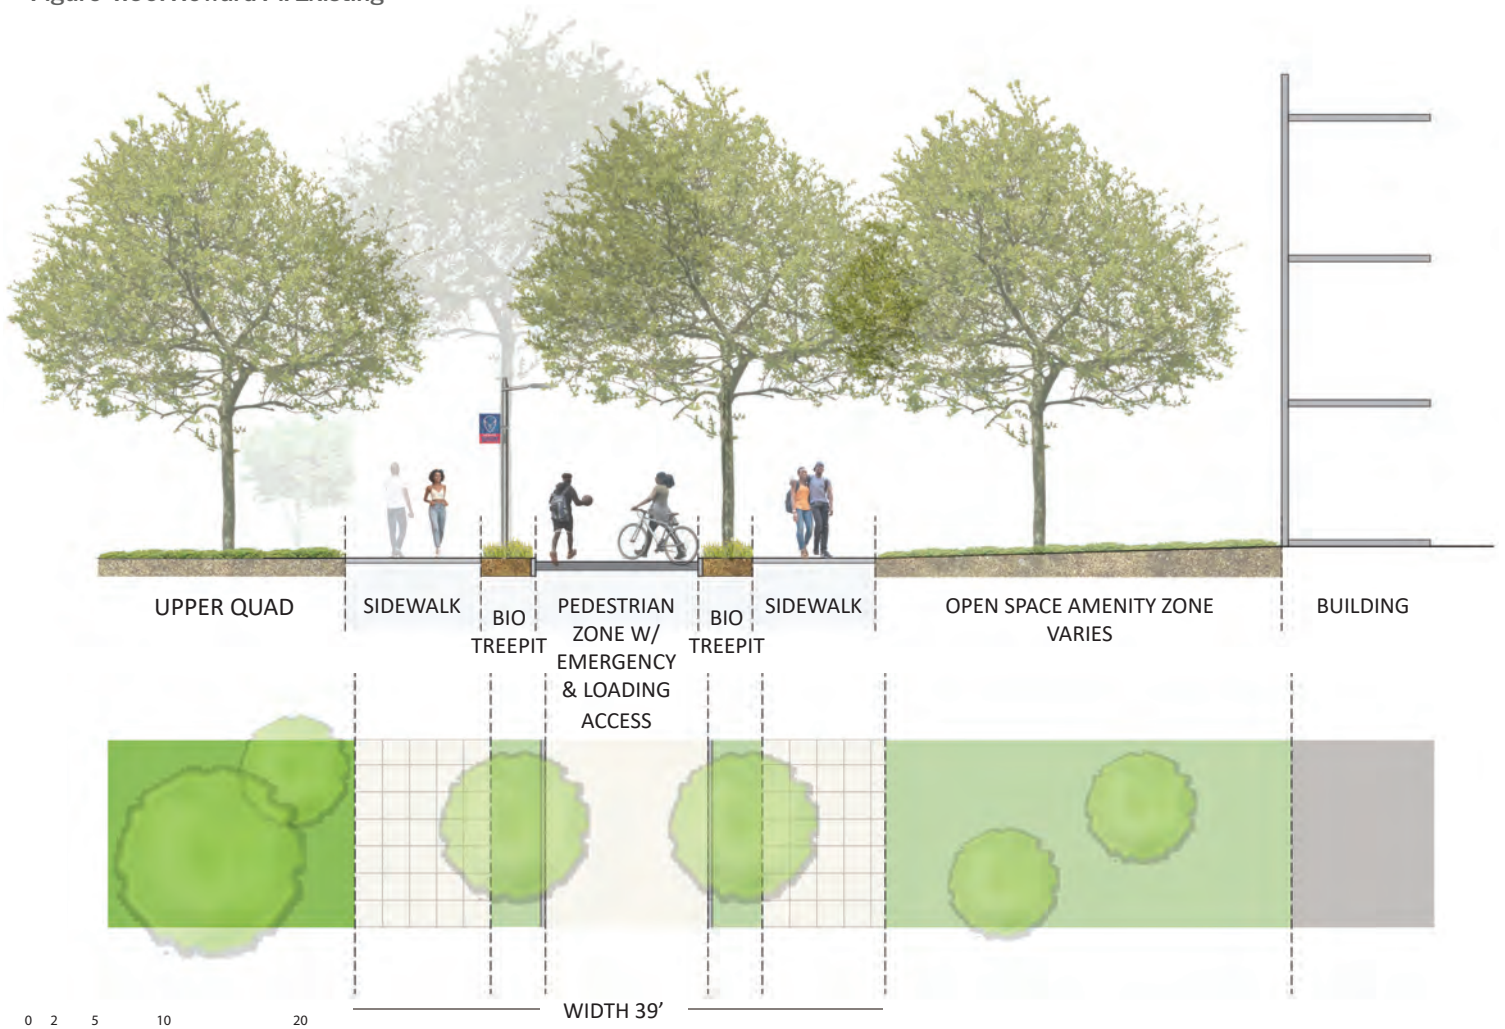 UPPER QUAD
SIDEWALK
BIO
TREEPIT
PEDESTRIAN
ZONE W/
EMERGENCY
& LOADING
ACCESS
BIO
TREEPIT
SIDEWALK
OPEN SPACE AMENITY ZONE
VARIES
BUILDING
WIDTH 39’
0 2 5 10 20